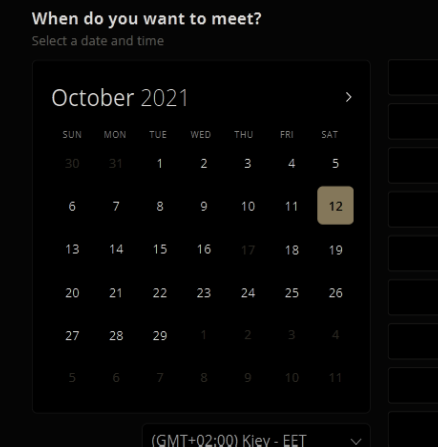 When do you want to meet?
Select a date and time
October 2021
SUN MON TUE WED THU FRI SAT
30 31 1 2 3 4 5
6 7 8 9 10 11 12
13 14 15 16 17 18 19
20 21 22 23 24 25 26
27 28 29 1 2 3 4
5 6 7 8 9 10 11
(GMT+02:00) Kiev - EET